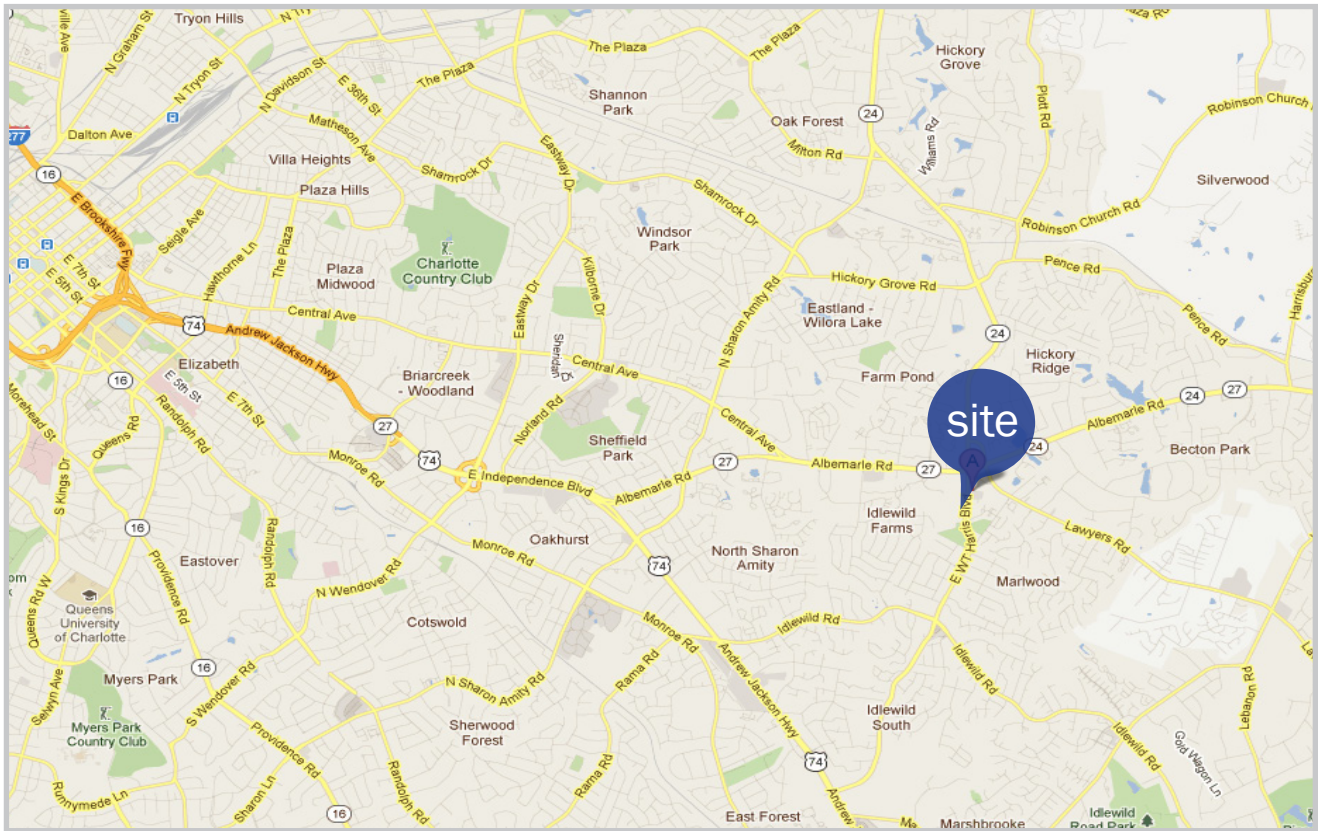 Tryon Hills
ville Ave
N Graham St
N Tryon St
N Davidson St
E 36th St
The Plaza
The Plaza
The Plaza
Hickory
Grove
Plaza Rd
Shannon
Park
Oak Forest
24
Plott Rd
Robinson Church
277
Dalton Ave
Matheson Ave
Villa Heights
Plaza Hills
Shamrock Dr
Eastway Dr
Milton Rd
Williams Rd
Silverwood
16
E Brookshire Fwy
Seigle Ave
Hawthorne Ln
The Plaza
Charlotte
Country Club
Shamrock Dr
Windsor
Park
Robinson Church Rd
E 7th St
E 5th St
Plaza
Midwood
Central Ave
Eastway Dr
Kilborne Dr
N Sharon Amity Rd
Hickory Grove Rd
Pence Rd
Pence Rd
Harrisburg
Eastland -
Wilora Lake
74
Andrew Jackson Hwy
Elizabeth
Sheridan
Central Ave
24
Hickory
Ridge
Farm Pond
16
E 5th St
E 7th St
Briarcreek
- Woodland
Norland Rd
site
A
24
27
Albemarle Rd
24
Morehead St
Queens Rd
Randolph Rd
27
74
Monroe Rd
Sheffield
Park
Central Ave
27
Albemarle Rd
27
Becton Park
S Kings Dr
E Independence Blvd
Albemarle Rd
Idlewild
Farms
E WT Harris Blvd
Lawyers Rd
16
Randolph Rd
Eastover
Providence Rd
N Wendover Rd
Monroe Rd
Oakhurst
74
North Sharon
Amity
Marlwood
Queens Rd W
Queens
University
of Charlotte
Cotswold
Monroe Rd
Idlewild Rd
Idlewild Rd
Selwyn Ave
Myers Park
16
S Wendover Rd
N Sharon Amity Rd
Rama Rd
Andrew Jackson Hwy
Lebanon Rd
Myers Park
Country Club
Providence Rd
Sherwood
Forest
Idlewild
South
Idlewild Rd
Gold Wagon Ln
Runnymede Ln
Sharon Ln
16
Randolph Rd
Rama Rd
74
Andrew
East Forest
Marshbrooke
Idlewild
Road Park